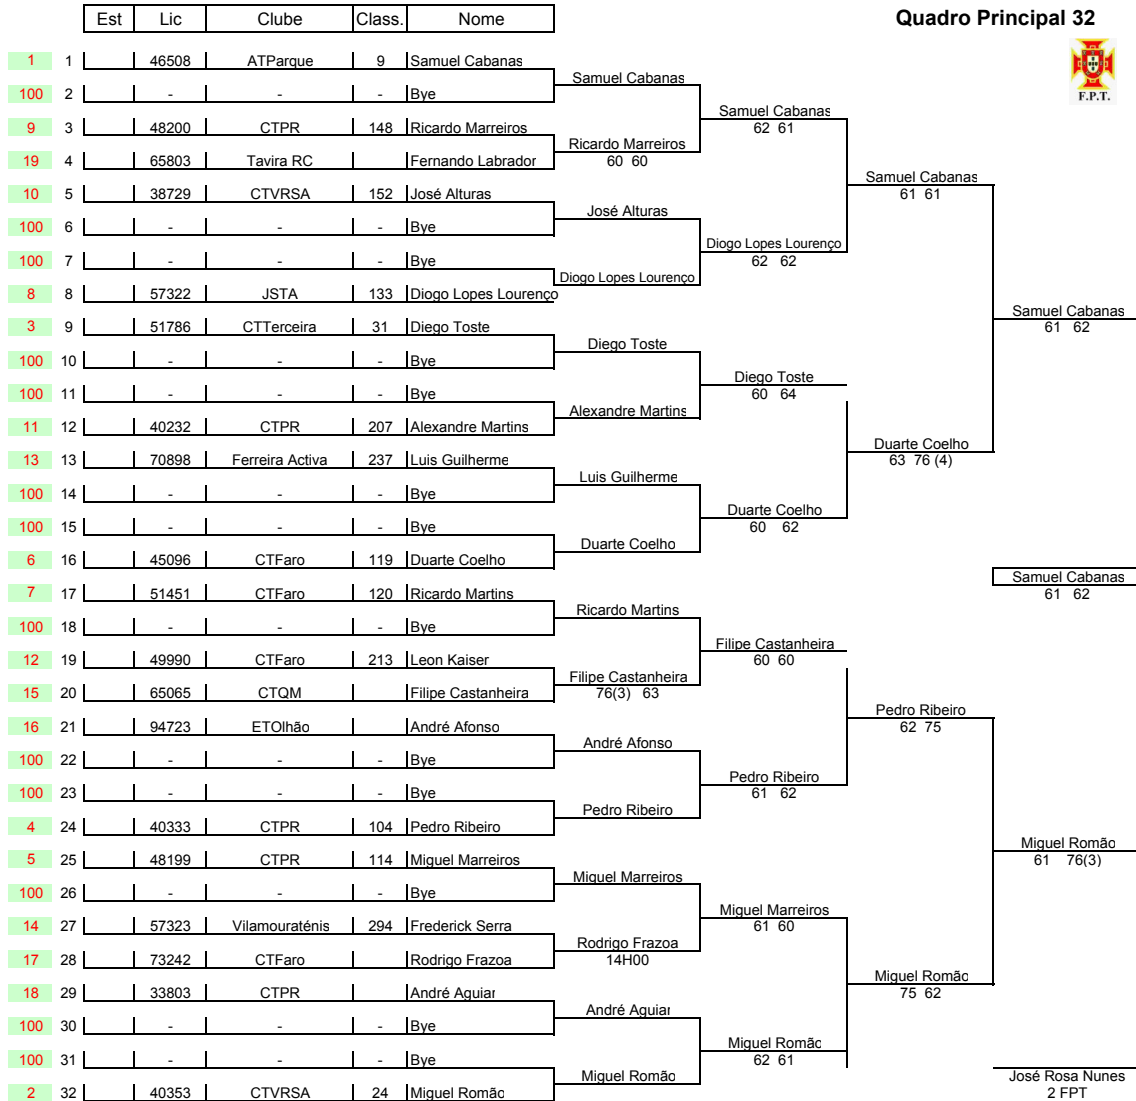 Est Lic Clube Class. Nome
Quadro Principal 32
F.P.T.
1 1 46508 ATParque 9 Samuel Cabanas
Samuel Cabanas
100 2 - - - Bye
Samuel Cabanas
62 61
9 3 48200 CTPR 148 Ricardo Marreiros
Ricardo Marreiros
60 60
19 4 65803 Tavira RC Fernando Labrador
Samuel Cabanas
61 61
10 5 38729 CTVRSA 152 José Alturas
José Alturas
100 6 - - - Bye
Diogo Lopes Lourenço
62 62
100 7 - - - Bye
Diogo Lopes Lourenço
8 8 57322 JSTA 133 Diogo Lopes Lourenço
Samuel Cabanas
61 62
3 9 51786 CTTerceira 31 Diego Toste
Diego Toste
100 10 - - - Bye
Diego Toste
60 64
100 11 - - - Bye
Alexandre Martins
11 12 40232 CTPR 207 Alexandre Martins
Duarte Coelho
63 76 (4)
13 13 70898 Ferreira Activa 237 Luis Guilherme
Luis Guilherme
100 14 - - - Bye
Duarte Coelho
60 62
100 15 - - - Bye
Duarte Coelho
6 16 45096 CTFaro 119 Duarte Coelho
Samuel Cabanas
61 62
7 17 51451 CTFaro 120 Ricardo Martins
Ricardo Martins
100 18 - - - Bye
Filipe Castanheira
60 60
12 19 49990 CTFaro 213 Leon Kaiser
Filipe Castanheira
76(3) 63
15 20 65065 CTQM Filipe Castanheira
Pedro Ribeiro
62 75
16 21 94723 ETOlhão André Afonso
André Afonso
100 22 - - - Bye
Pedro Ribeiro
61 62
100 23 - - - Bye
Pedro Ribeiro
4 24 40333 CTPR 104 Pedro Ribeiro
Miguel Romão
61 76(3)
5 25 48199 CTPR 114 Miguel Marreiros
Miguel Marreiros
100 26 - - - Bye
Miguel Marreiros
61 60
14 27 57323 Vilamouraténis 294 Frederick Serra
Rodrigo Frazoa
14H00
17 28 73242 CTFaro Rodrigo Frazoa
Miguel Romão
75 62
18 29 33803 CTPR André Aguiar
André Aguiar
100 30 - - - Bye
Miguel Romão
62 61
100 31 - - - Bye
Miguel Romão
José Rosa Nunes
2 FPT
2 32 40353 CTVRSA 24 Miguel Romão